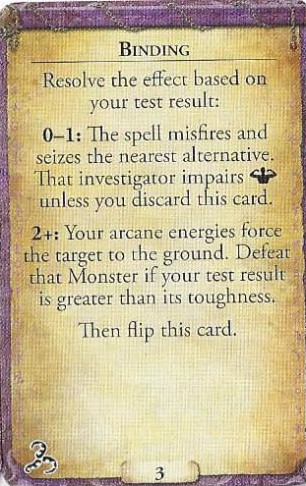 BINDING
Resolve the effect based on
your test result:
0–1: The spell misfires and
seizes the nearest alternative.
That investigator impairs
unless you discard this card.
2+: Your arcane energies force
the target to the ground. Defeat
that Monster if your test result
is greater than its toughness.
Then flip this card.
3